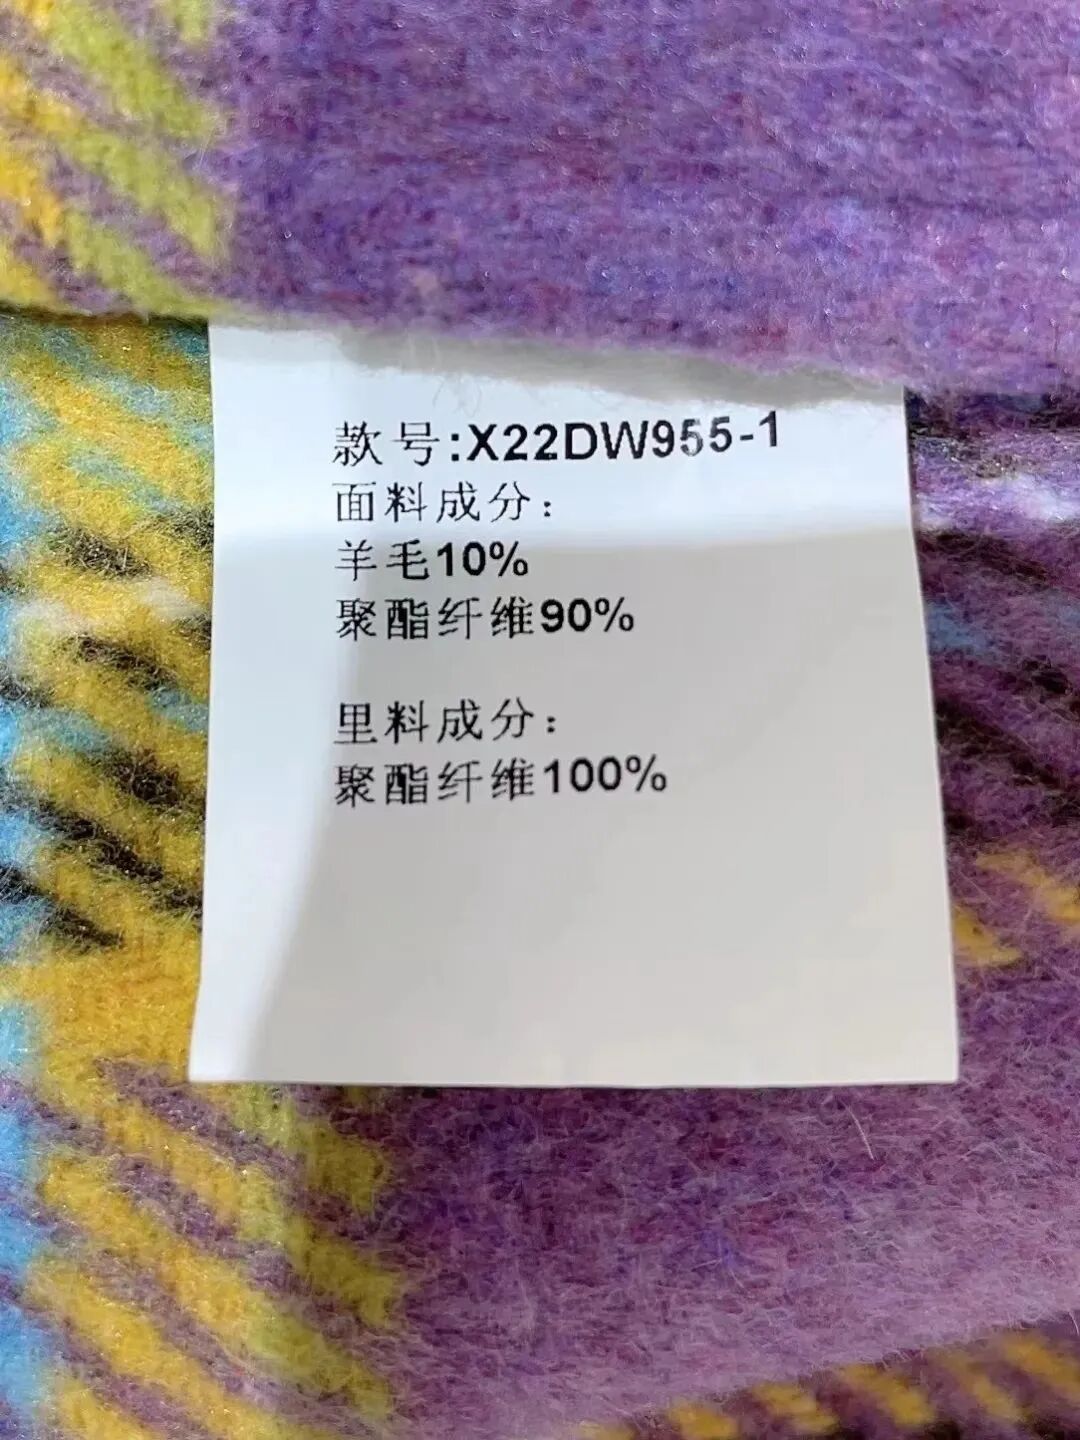 款号:X22DW955-1
面料成分：
羊毛10%
聚酯纤维90%
里料成分：
聚酯纤维100%